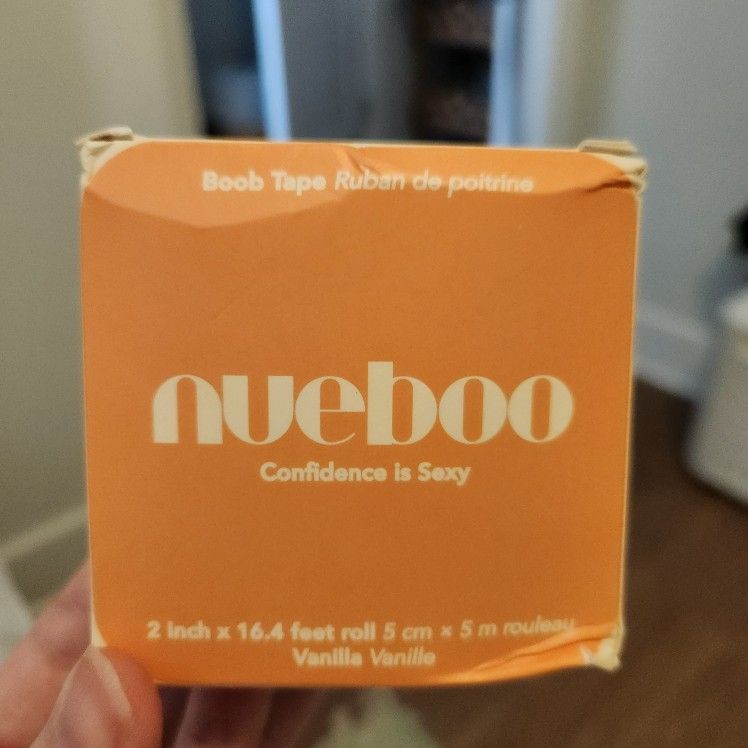 Boob Tape Ruban de poitrine
nueboo
Confidence is Sexy
2 inch x 16.4 feet roll 5 cm × 5 m rouleau
Vanilla Vanille